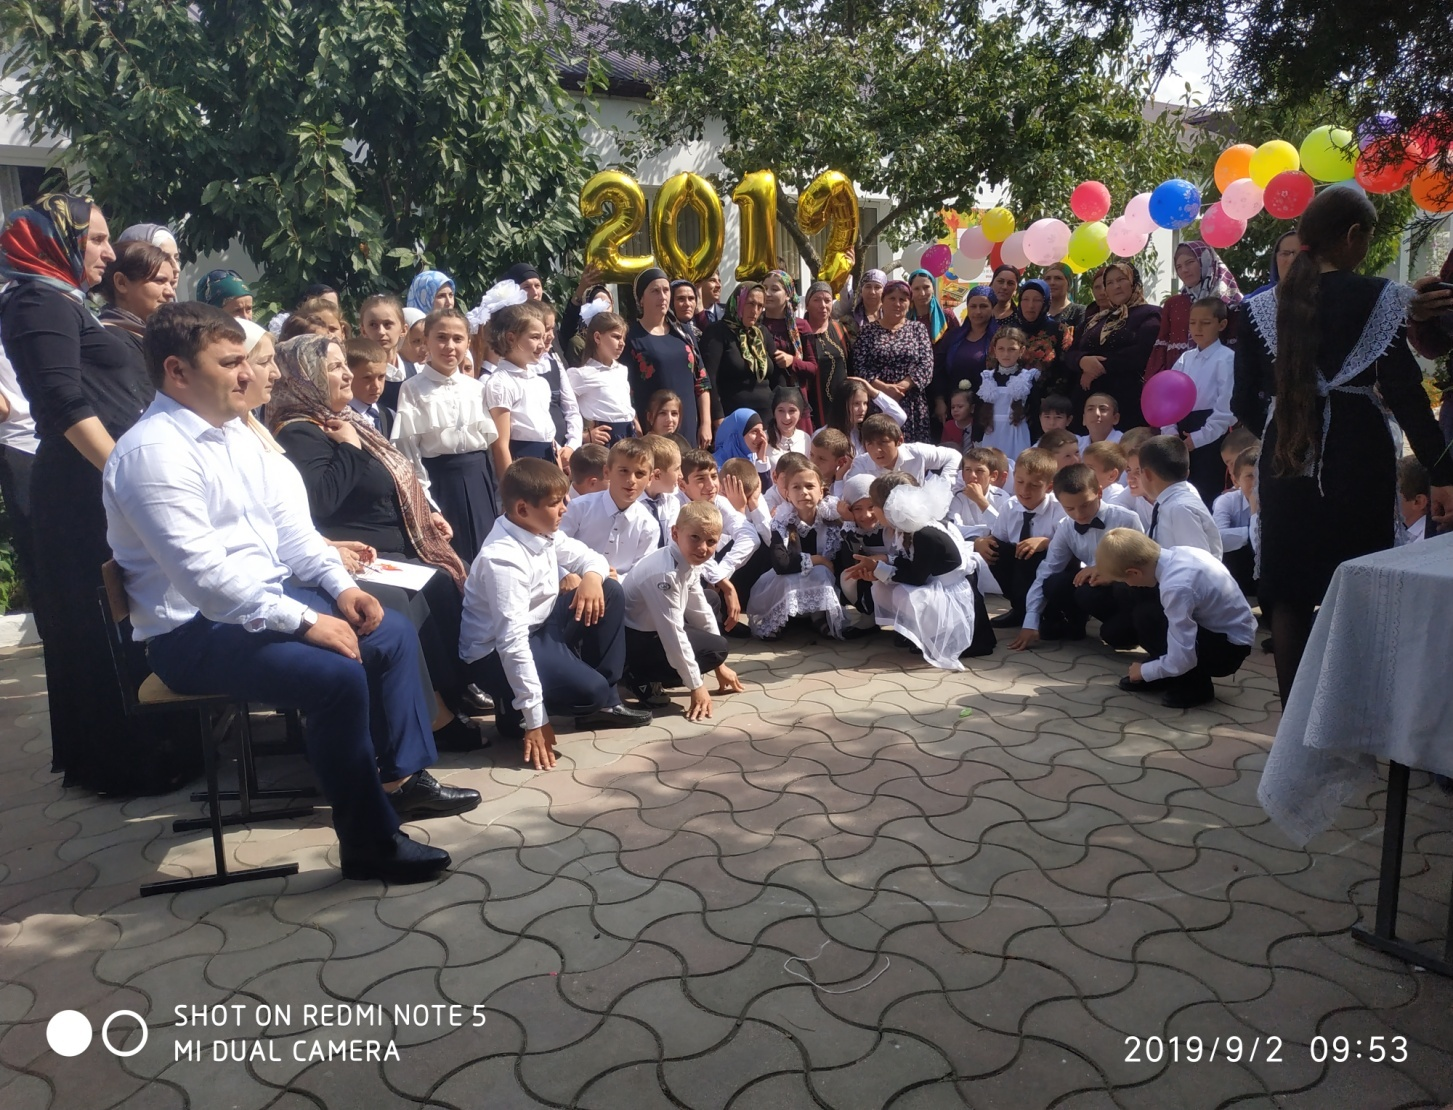 2019
SHOT ON REDMI NOTE 5
MI DUAL CAMERA
2019/9/2 09:53